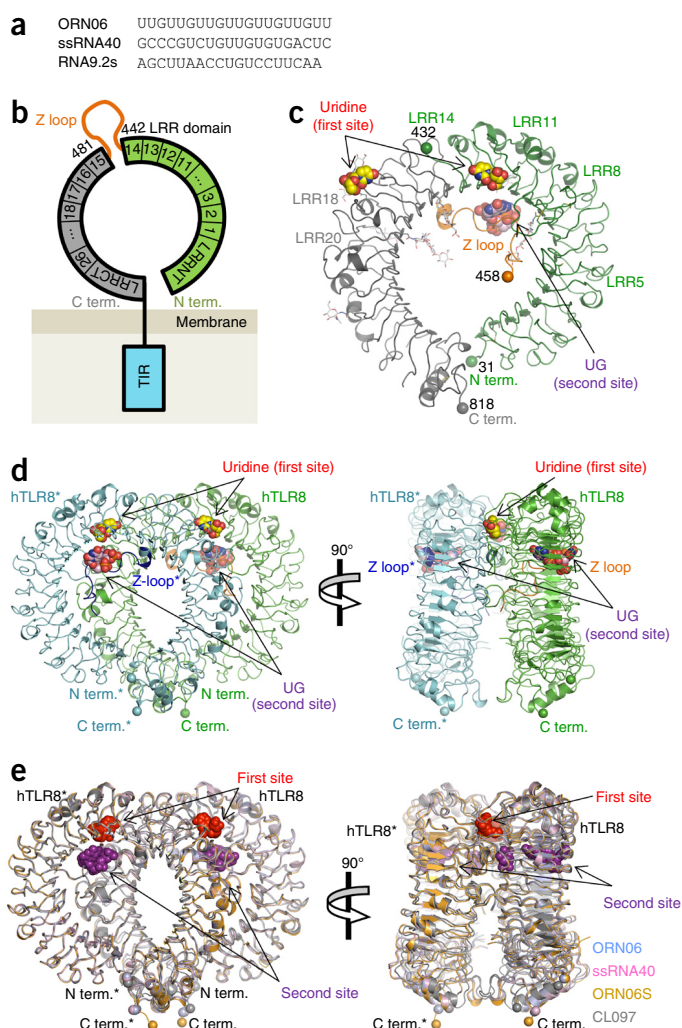 a
ORN06 UUGUUGUUGUUGUUGUUGUU
ssRNA40 GCCCGUCUGUUGUGUGACUC
RNA9.2s AGCUUAACCUGUCCUUCAA
b
Z loop
442 LRR domain
481
14 13 12 11 ... 3 2 1 LRRNT
15 16 17 18 ... 26 LRRCT
C term. N term.
Membrane
TIR
c
Uridine
(first site)
LRR14
432
LRR11
LRR8
LRR18
LRR20
Z loop
458
LRR5
31
N term.
818
C term.
UG
(second site)
d
Uridine (first site)
hTLR8* hTLR8
Z-loop*
N term.* N term.
UG
(second site)
C term.* C term.
90°
Uridine (first site)
hTLR8* hTLR8
Z loop* Z loop
UG
(second site)
C term.* C term.
e
First site
hTLR8* hTLR8
N term.* N term.
Second site
C term.* C term.
90°
First site
hTLR8* hTLR8
Second site
ORN06
ssRNA40
ORN06S
CL097
C term.* C term.